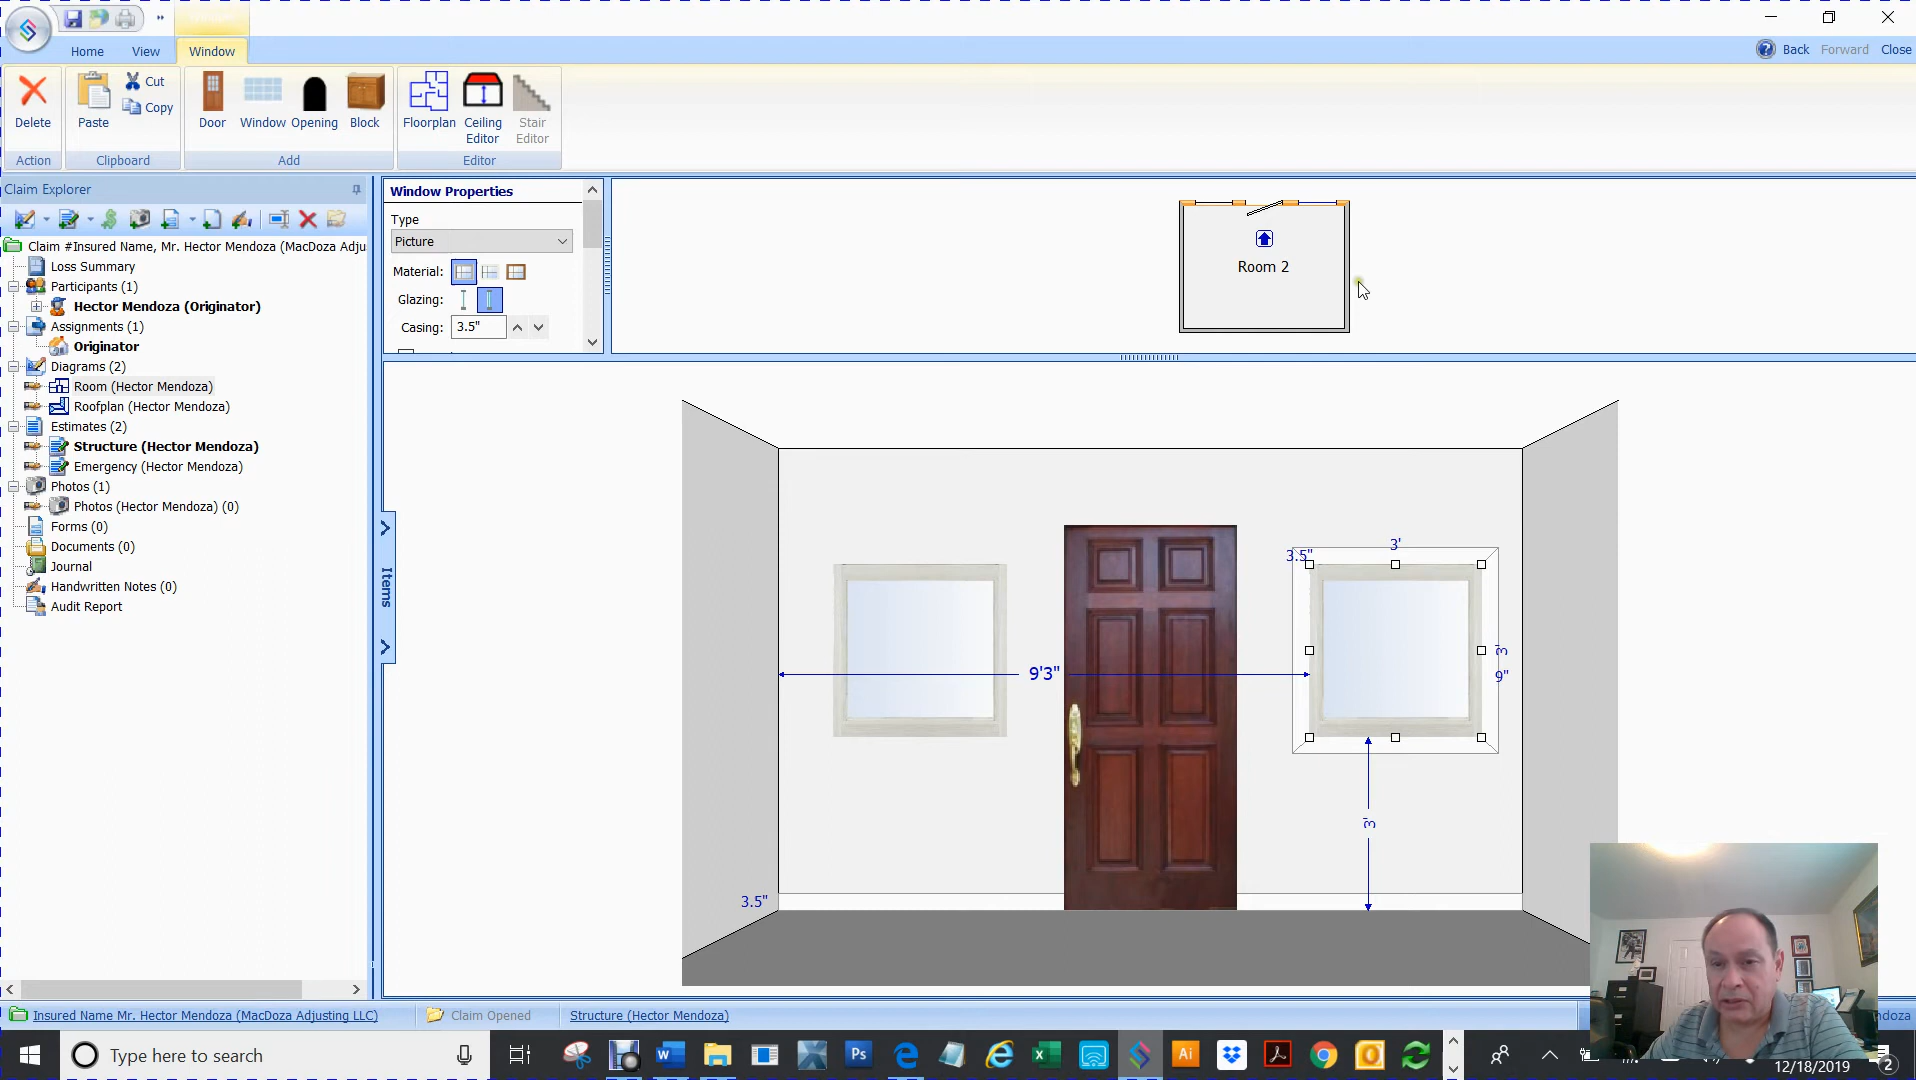 Home View Window
Back Forward Close
Delete Paste Cut Copy Door Window Opening Block Floorplan Ceiling Editor Stair Editor
Action Clipboard Add Editor
Claim Explorer
Claim #Insured Name, Mr. Hector Mendoza (MacDoza Adju
Loss Summary
Participants (1)
Hector Mendoza (Originator)
Assignments (1)
Originator
Diagrams (2)
Room (Hector Mendoza)
Roofplan (Hector Mendoza)
Estimates (2)
Structure (Hector Mendoza)
Emergency (Hector Mendoza)
Photos (1)
Photos (Hector Mendoza) (0)
Forms (0)
Documents (0)
Journal
Handwritten Notes (0)
Audit Report
Window Properties
Type
Picture
Material:
Glazing:
Casing: 3.5"
Room 2
Items
3.5" 3'
3'
9'3" 9"
3'
3.5"
Insured Name Mr. Hector Mendoza (MacDoza Adjusting LLC) Claim Opened Structure (Hector Mendoza) ndoza
Type here to search
12/18/2019 2